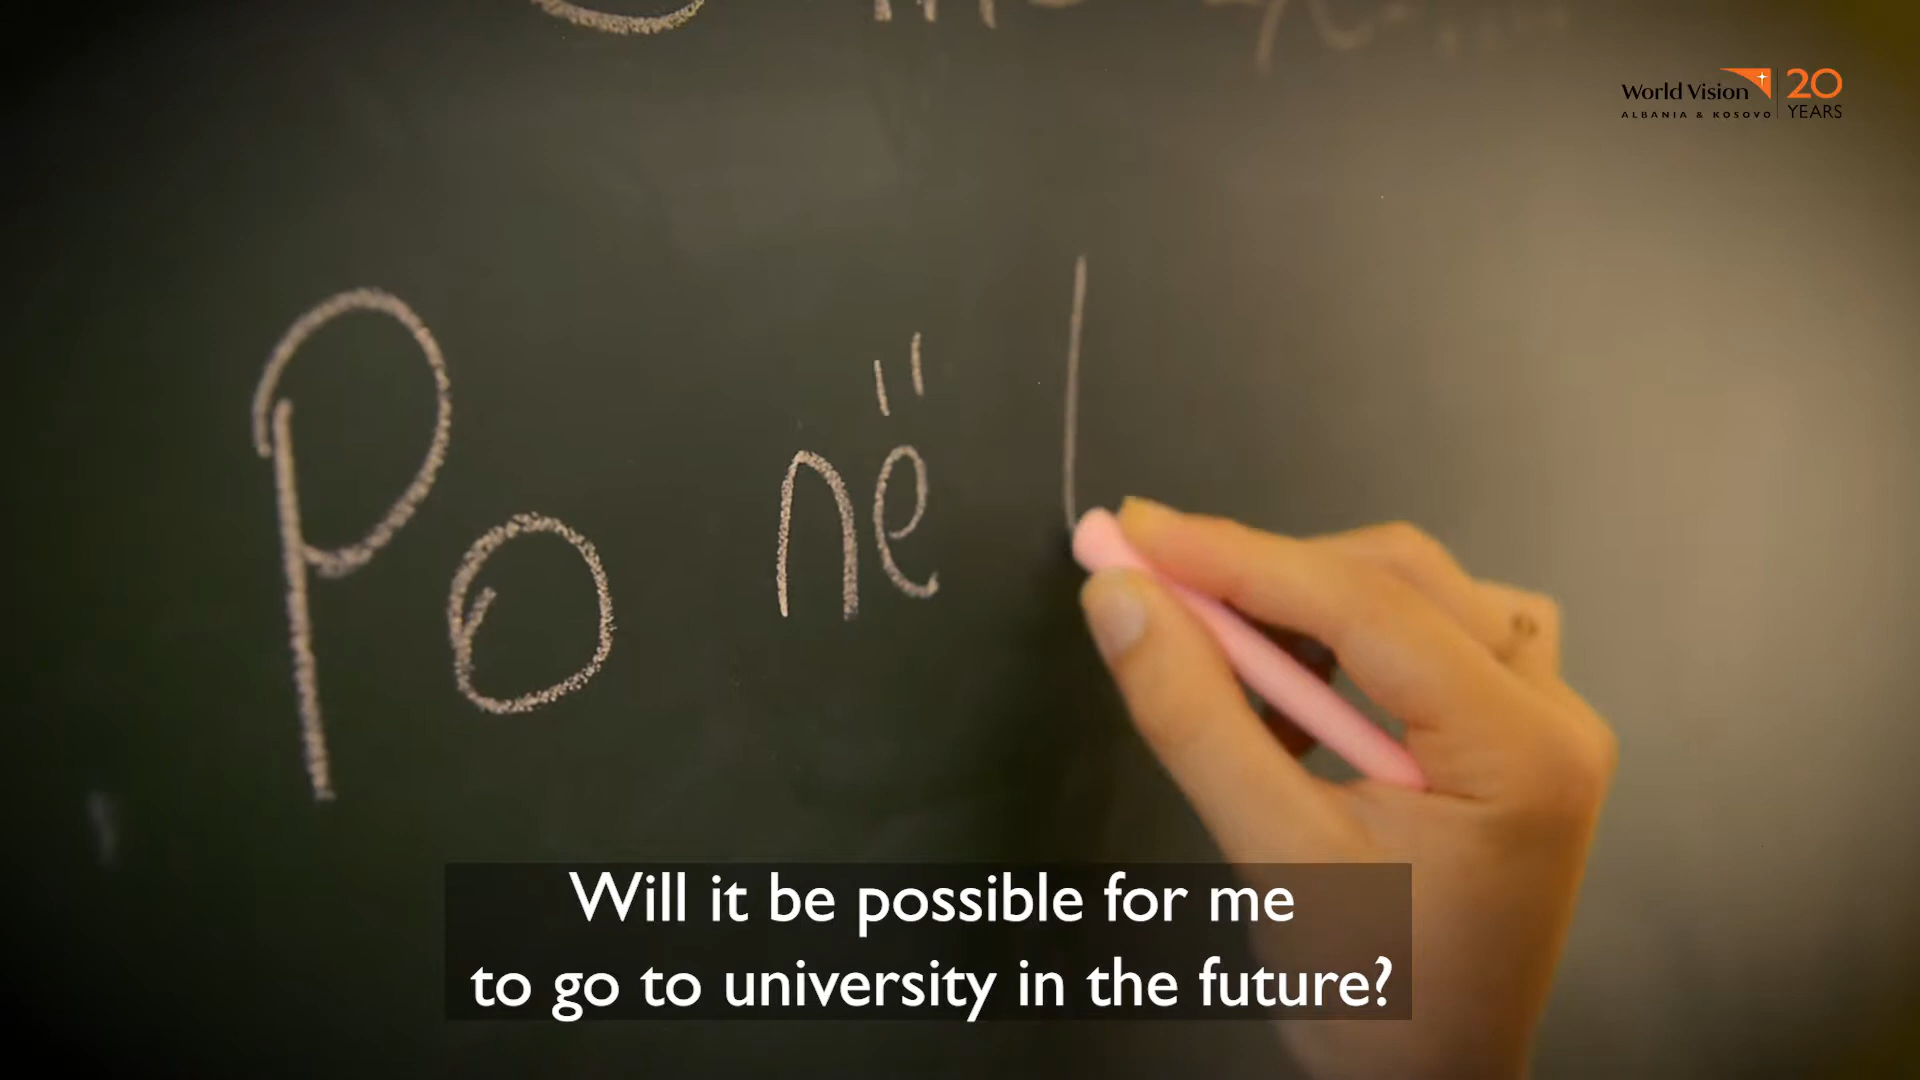 World Vision
ALBANIA & KOSOVO
20
YEARS
Po në
Will it be possible for me
to go to university in the future?